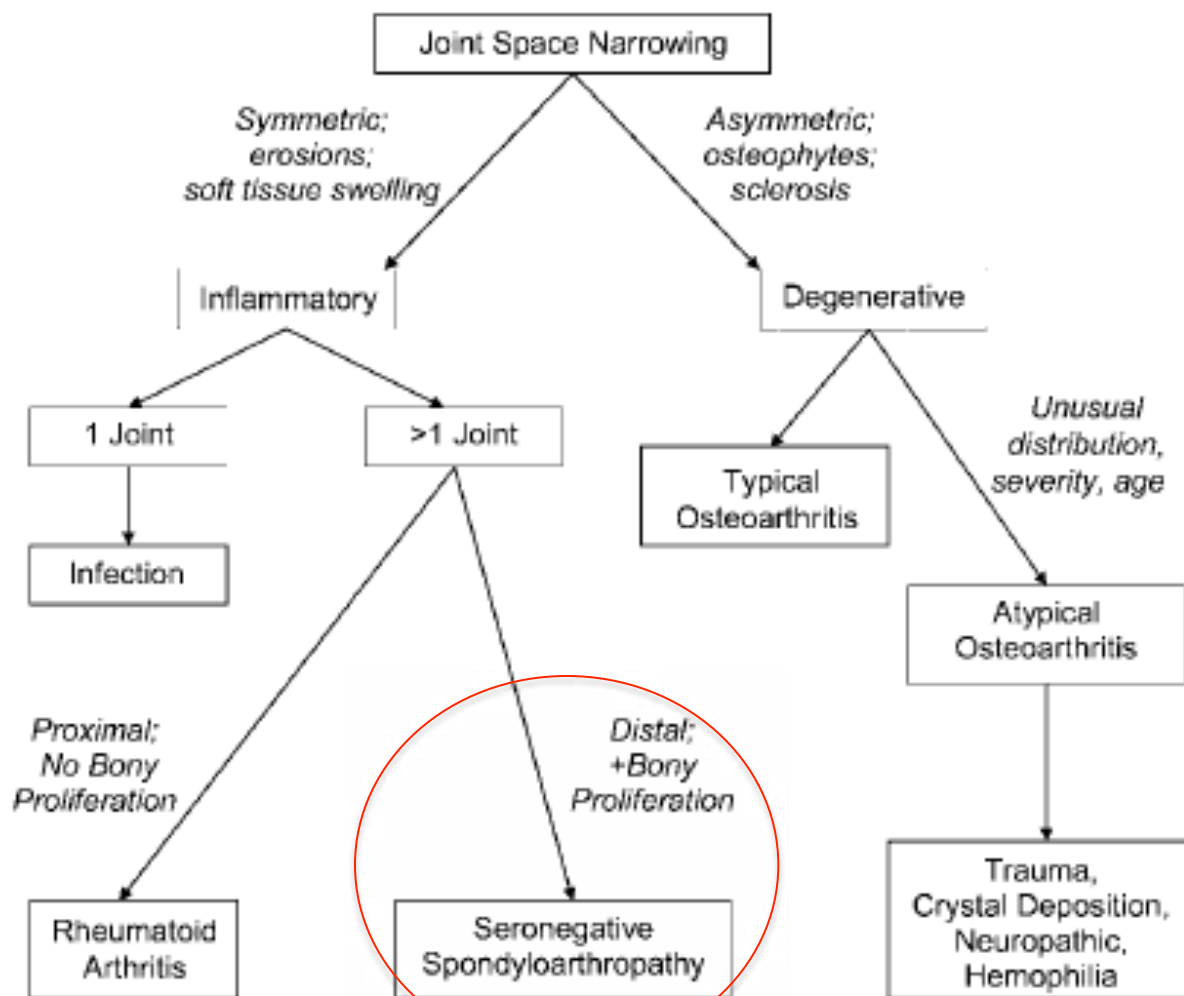 Joint Space Narrowing
Symmetric;
erosions;
soft tissue swelling
Asymmetric;
osteophytes;
sclerosis
Inflammatory
Degenerative
1 Joint
>1 Joint
Unusual
distribution,
severity, age
Typical
Osteoarthritis
Infection
Atypical
Osteoarthritis
Proximal;
No Bony
Proliferation
Distal;
+Bony
Proliferation
Rheumatoid
Arthritis
Seronegative
Spondyloarthropathy
Trauma,
Crystal Deposition,
Neuropathic,
Hemophilia